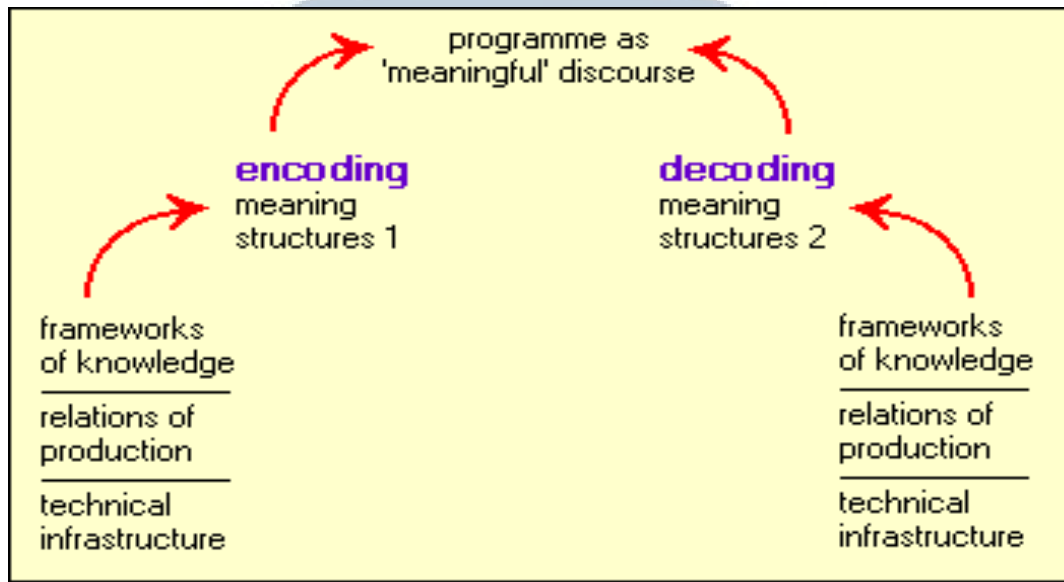 programme as
'meaningful' discourse
encoding
meaning
structures 1
decoding
meaning
structures 2
frameworks
of knowledge
relations of
production
technical
infrastructure
frameworks
of knowledge
relations of
production
technical
infrastructure